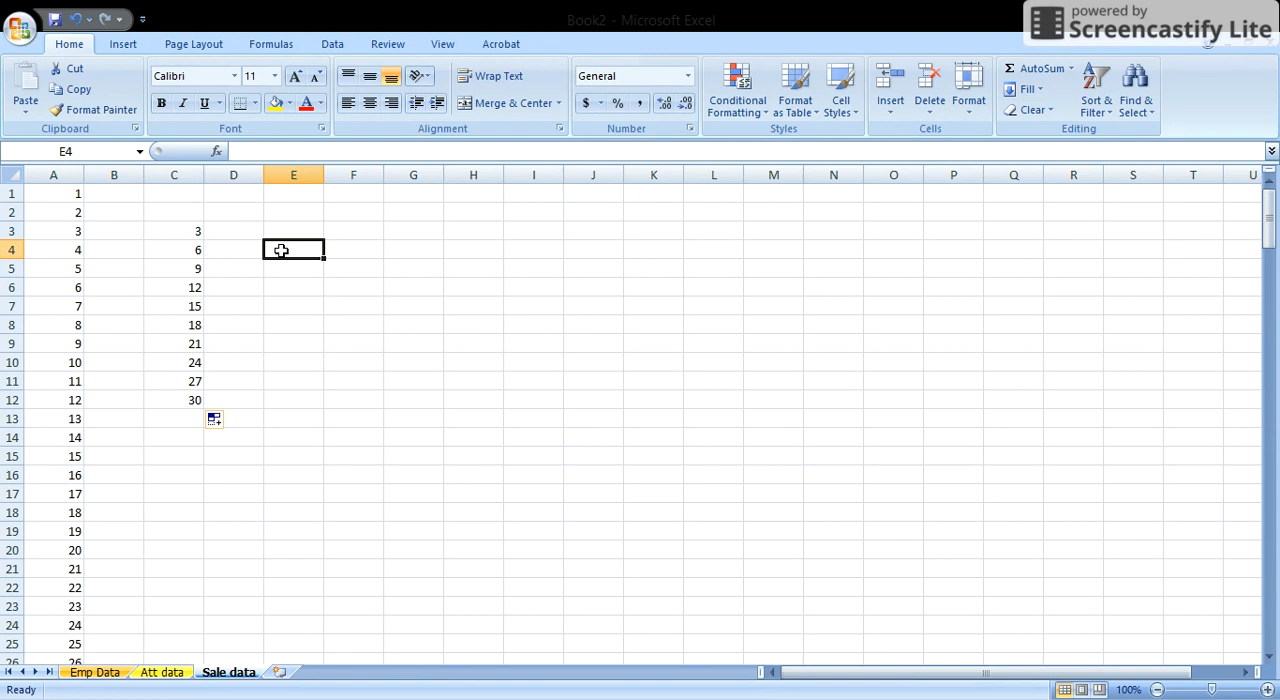 Book2 - Microsoft Excel
powered by
Screencastify Lite
Home Insert Page Layout Formulas Data Review View Acrobat
Paste
Cut
Copy
Format Painter
Clipboard
Calibri 11
B I U
Font
Wrap Text
Merge & Center
Alignment
General
$ % ,
Number
Conditional Formatting
Format as Table
Cell Styles
Styles
Insert Delete Format
Cells
Σ AutoSum
Fill
Clear
Sort & Filter
Find & Select
Editing
E4 fx
A B C D E F G H I J K L M N O P Q R S T U
1 1
2 2
3 3 3
4 4 6
5 5 9
6 6 12
7 7 15
8 8 18
9 9 21
10 10 24
11 11 27
12 12 30
13 13
14 14
15 15
16 16
17 17
18 18
19 19
20 20
21 21
22 22
23 23
24 24
25 25
26 26
Emp Data Att data Sale data
Ready 100%